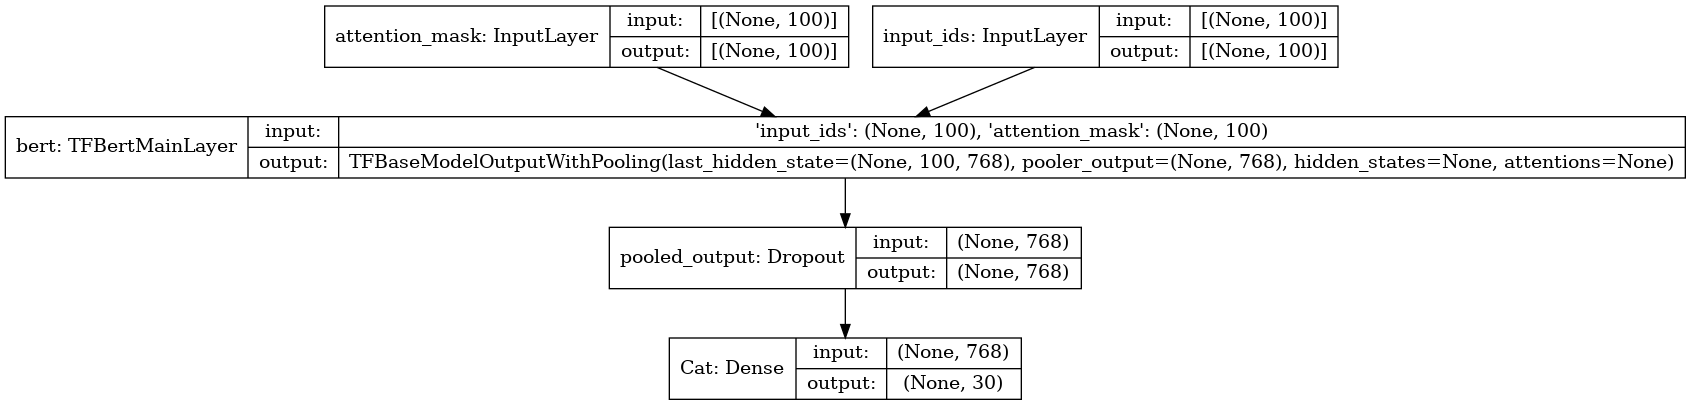 attention_mask: InputLayer
input: [(None, 100)]
output: [(None, 100)]
input_ids: InputLayer
input: [(None, 100)]
output: [(None, 100)]
bert: TFBertMainLayer
input: 'input_ids': (None, 100), 'attention_mask': (None, 100)
output: TFBaseModelOutputWithPooling(last_hidden_state=(None, 100, 768), pooler_output=(None, 768), hidden_states=None, attentions=None)
pooled_output: Dropout
input: (None, 768)
output: (None, 768)
Cat: Dense
input: (None, 768)
output: (None, 30)